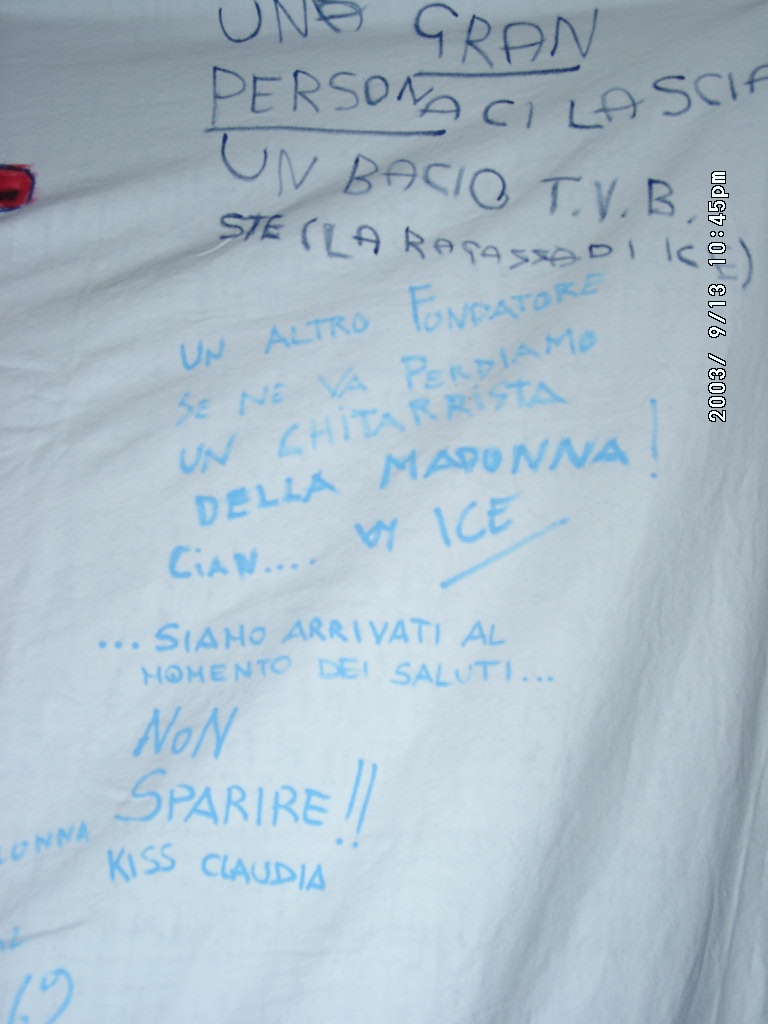 UNA GRAN
PERSONA CI LASCIA
UN BACIO T.V.B.
STE (LA RAGASSA DI ICE)
UN ALTRO FONDATORE
SE NE VA PERDIAMO
UN CHITARRISTA
DELLA MADONNA!
CIAN.... BY ICE
...SIAMO ARRIVATI AL
MOMENTO DEI SALUTI...
NON
SPARIRE!!
KISS CLAUDIA
2003/ 9/13 10:45pm